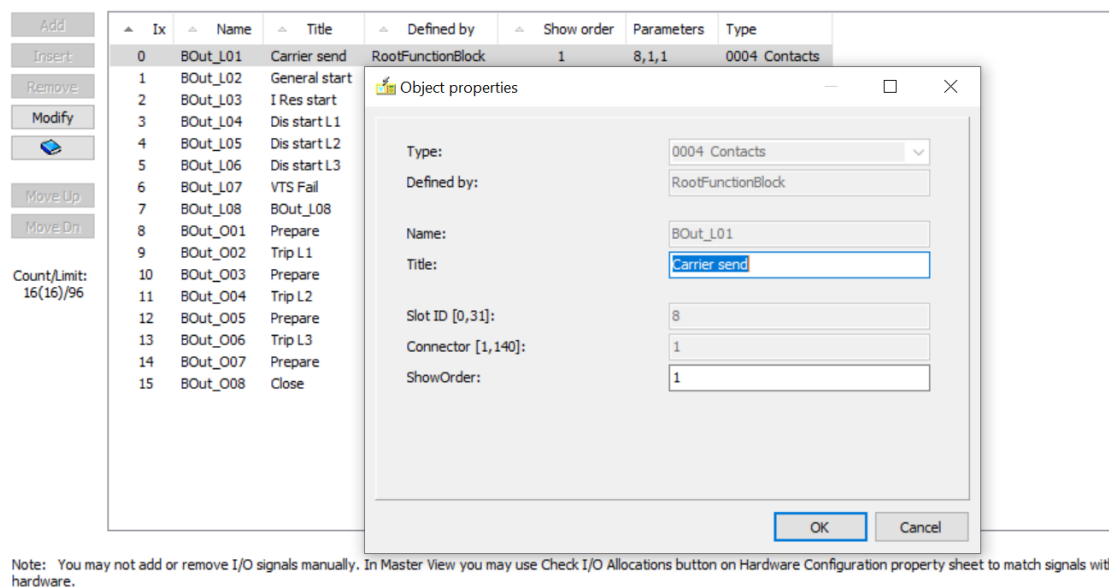 Add
Insert
Remove
Modify
Move Up
Move Dn
Count/Limit:
16(16)/96
Ix Name Title Defined by Show order Parameters Type
0 BOut_L01 Carrier send RootFunctionBlock 1 8,1,1 0004 Contacts
1 BOut_L02 General start
2 BOut_L03 I Res start
3 BOut_L04 Dis start L1
4 BOut_L05 Dis start L2
5 BOut_L06 Dis start L3
6 BOut_L07 VTS Fail
7 BOut_L08 BOut_L08
8 BOut_O01 Prepare
9 BOut_O02 Trip L1
10 BOut_O03 Prepare
11 BOut_O04 Trip L2
12 BOut_O05 Prepare
13 BOut_O06 Trip L3
14 BOut_O07 Prepare
15 BOut_O08 Close
Object properties
Type: 0004 Contacts
Defined by: RootFunctionBlock
Name: BOut_L01
Title: Carrier send
Slot ID [0,31]: 8
Connector [1,140]: 1
ShowOrder: 1
OK Cancel
Note: You may not add or remove I/O signals manually. In Master View you may use Check I/O Allocations button on Hardware Configuration property sheet to match signals wit
hardware.